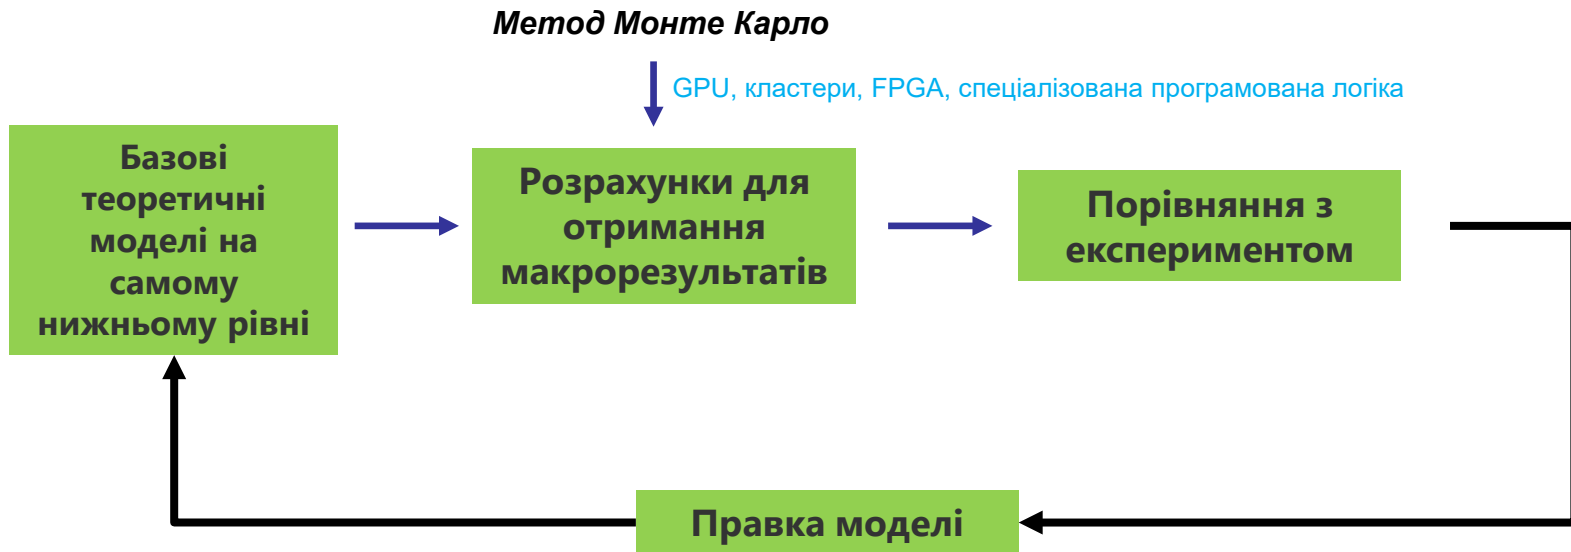 Метод Монте Карло
GPU, кластери, FPGA, спеціалізована програмована логіка
Базові
теоретичні
моделі на
самому
нижньому рівні
Розрахунки для
отримання
макрорезультатів
Порівняння з
експериментом
Правка моделі